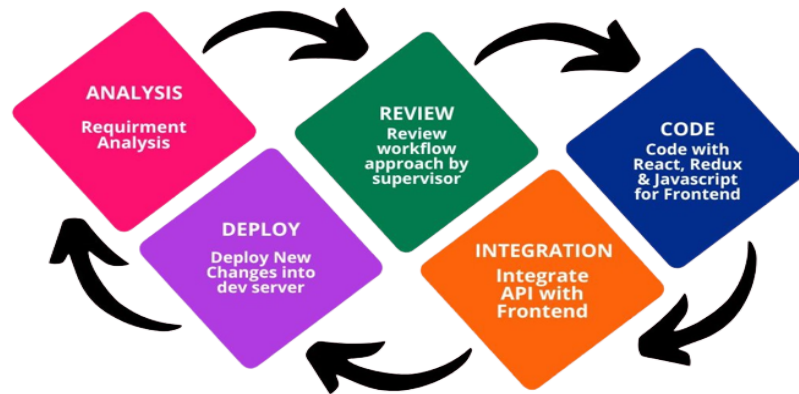 ANALYSIS
Requirment
Analysis
REVIEW
Review
workflow
approach by
supervisor
CODE
Code with
React, Redux
& Javascript
for Frontend
INTEGRATION
Integrate
API with
Frontend
DEPLOY
Deploy New
Changes into
dev server